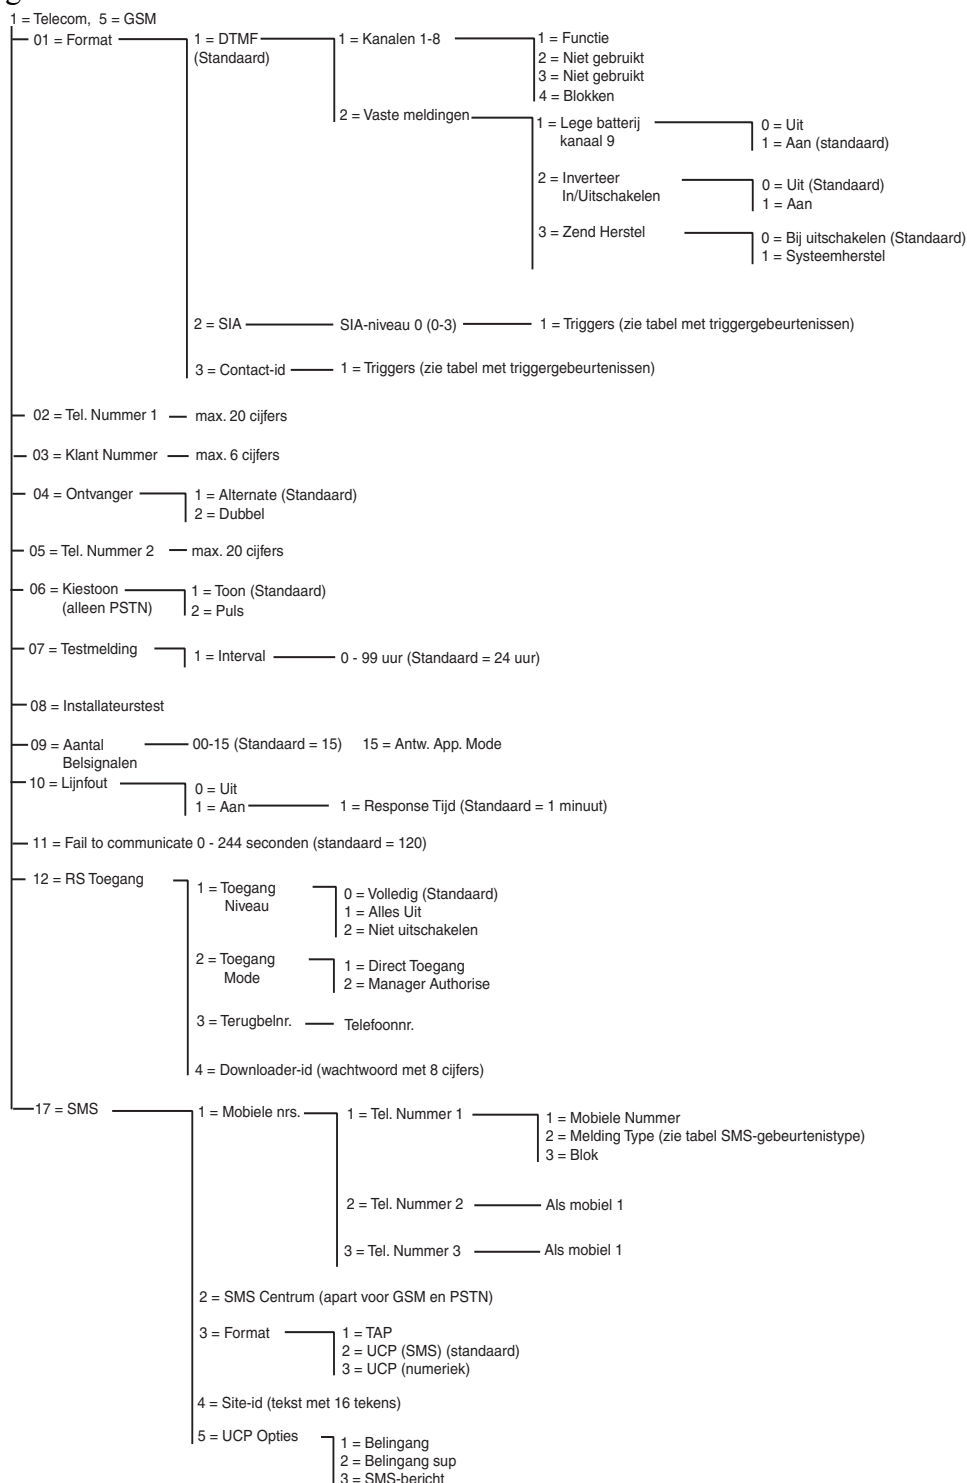 1 = Telecom, 5 = GSM
01 = Format
1 = DTMF
(Standaard)
1 = Kanalen 1-8
1 = Functie
2 = Niet gebruikt
3 = Niet gebruikt
4 = Blokken
2 = Vaste meldingen
1 = Lege batterij
kanaal 9
0 = Uit
1 = Aan (standaard)
2 = Inverteer
In/Uitschakelen
0 = Uit (Standaard)
1 = Aan
3 = Zend Herstel
0 = Bij uitschakelen (Standaard)
1 = Systeemherstel
2 = SIA
SIA-niveau 0 (0-3)
1 = Triggers (zie tabel met triggergebeurtenissen)
3 = Contact-id
1 = Triggers (zie tabel met triggergebeurtenissen)
02 = Tel. Nummer 1
max. 20 cijfers
03 = Klant Nummer
max. 6 cijfers
04 = Ontvanger
1 = Alternate (Standaard)
2 = Dubbel
05 = Tel. Nummer 2
max. 20 cijfers
06 = Kiestoon
(alleen PSTN)
1 = Toon (Standaard)
2 = Puls
07 = Testmelding
1 = Interval
0 - 99 uur (Standaard = 24 uur)
08 = Installateurstest
09 = Aantal
Belsignalen
00-15 (Standaard = 15)
15 = Antw. App. Mode
10 = Lijnfout
0 = Uit
1 = Aan
1 = Response Tijd (Standaard = 1 minuut)
11 = Fail to communicate 0 - 244 seconden (standaard = 120)
12 = RS Toegang
1 = Toegang
Niveau
0 = Volledig (Standaard)
1 = Alles Uit
2 = Niet uitschakelen
2 = Toegang
Mode
1 = Direct Toegang
2 = Manager Authorise
3 = Terugbelnr.
Telefoonnr.
4 = Downloader-id (wachtwoord met 8 cijfers)
17 = SMS
1 = Mobiele nrs.
1 = Tel. Nummer 1
1 = Mobiele Nummer
2 = Melding Type (zie tabel SMS-gebeurtenistype)
3 = Blok
2 = Tel. Nummer 2
Als mobiel 1
3 = Tel. Nummer 3
Als mobiel 1
2 = SMS Centrum (apart voor GSM en PSTN)
3 = Format
1 = TAP
2 = UCP (SMS) (standaard)
3 = UCP (numeriek)
4 = Site-id (tekst met 16 tekens)
5 = UCP Opties
1 = Belingang
2 = Belingang sup
3 = SMS-bericht